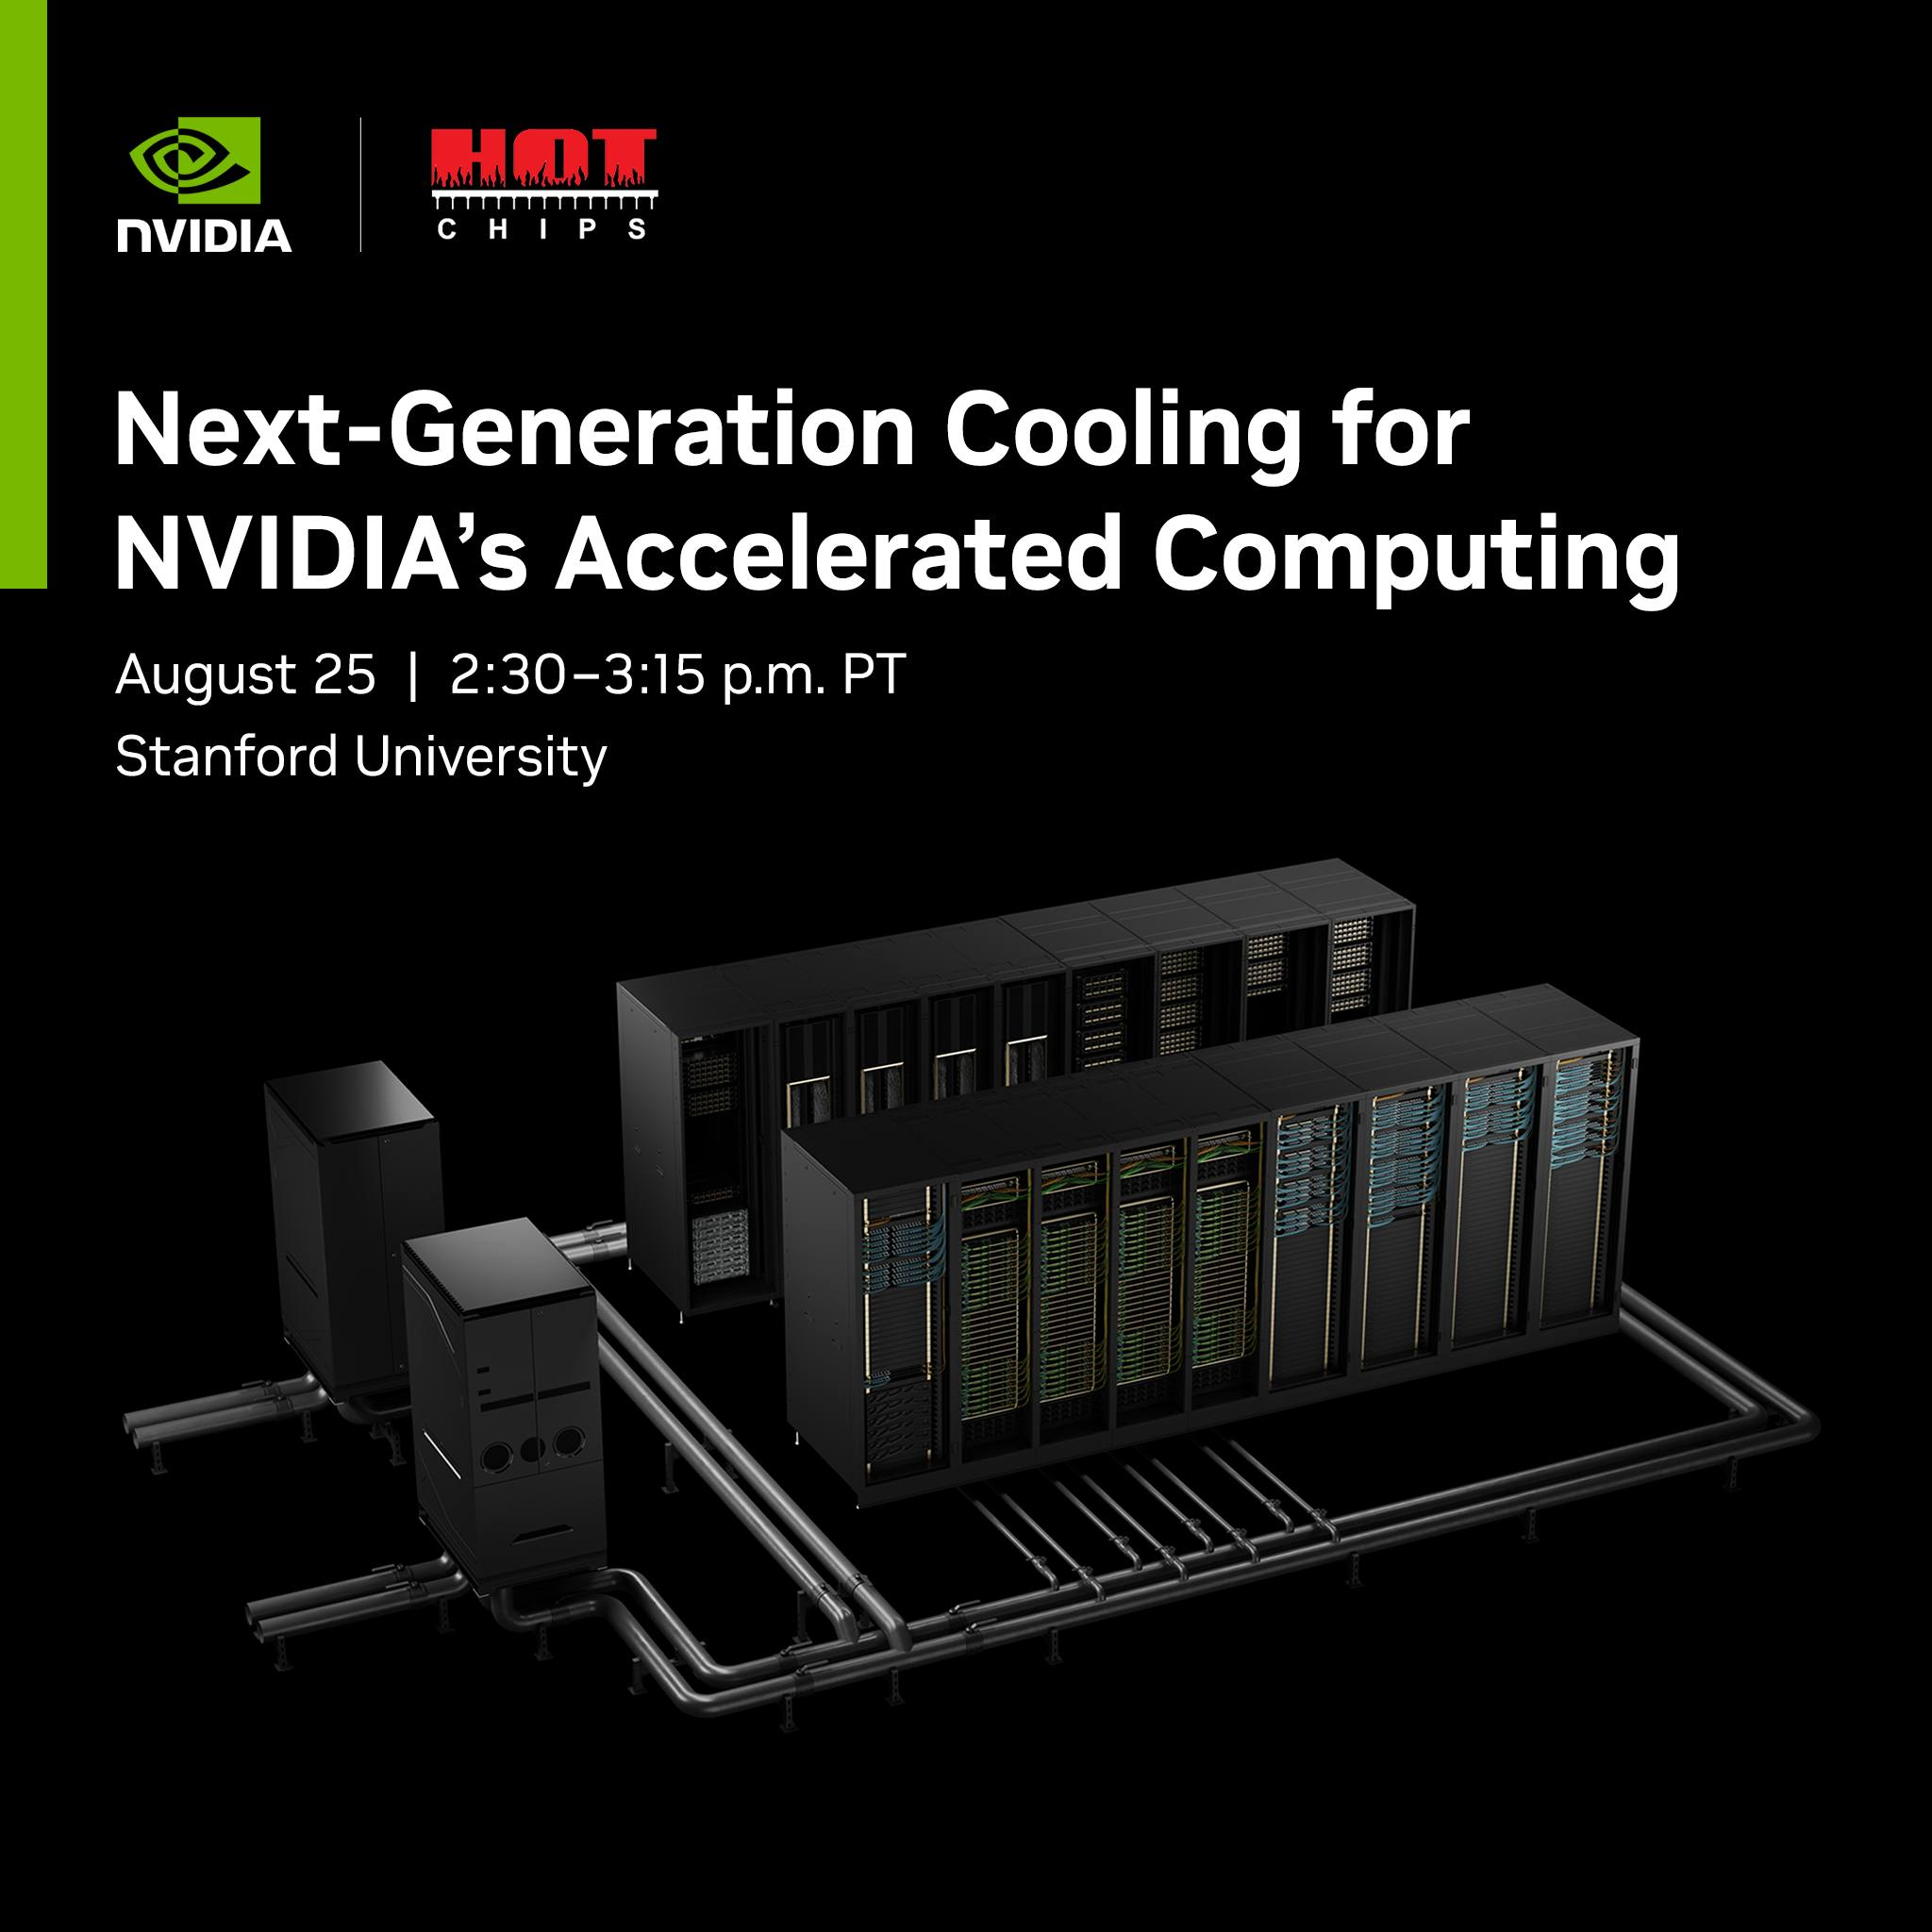 NVIDIA
HOT
CHIPS
Next-Generation Cooling for
NVIDIA’s Accelerated Computing
August 25 | 2:30–3:15 p.m. PT
Stanford University